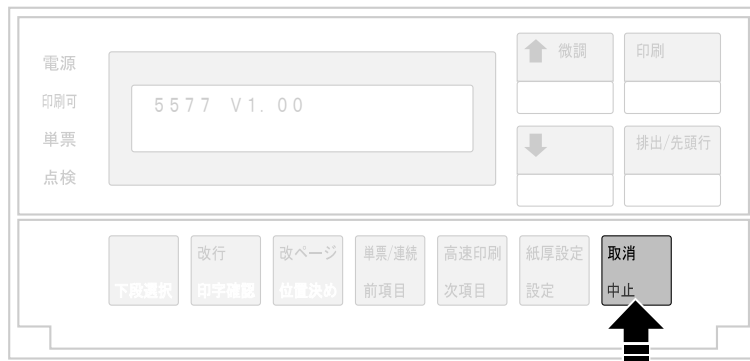 電源
印刷可
単票
点検
5577 V1.00
微調
印刷
排出/先頭行
下段選択
改行
印字確認
改ページ
位置決め
単票/連続
前項目
高速印刷
次項目
紙厚設定
設定
取消
中止